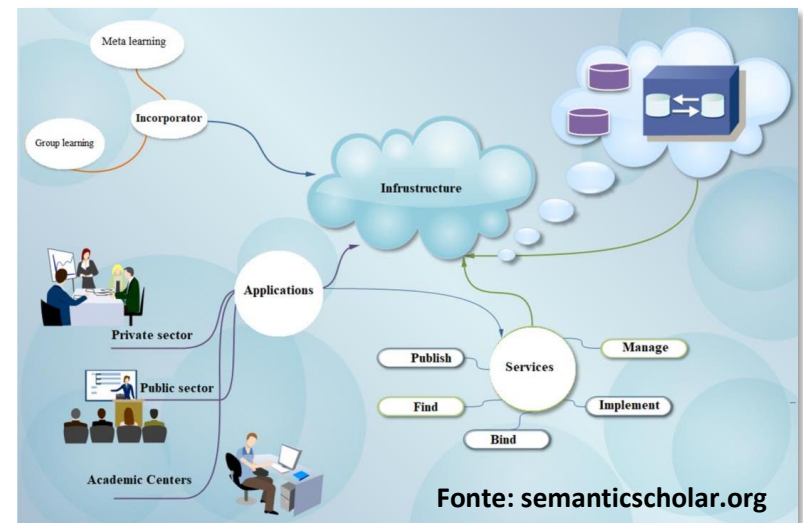 Meta learning
Incorporator
Group learning
Infrustructure
Applications
Private sector
Public sector
Academic Centers
Services
Publish
Find
Bind
Manage
Implement
Fonte: semanticscholar.org